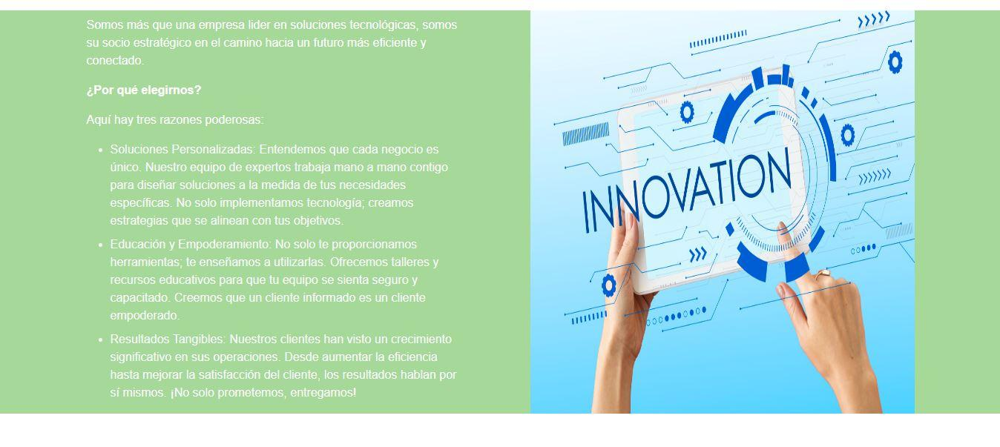 Somos más que una empresa lider en soluciones tecnológicas, somos
su socio estratégico en el camino hacia un futuro más eficiente y
conectado.
¿Por qué elegirnos?
Aquí hay tres razones poderosas:
Soluciones Personalizadas: Entendemos que cada negocio es
único. Nuestro equipo de expertos trabaja mano a mano contigo
para diseñar soluciones a la medida de tus necesidades
específicas. No solo implementamos tecnología; creamos
estrategias que se alinean con tus objetivos.
Educación y Empoderamiento: No solo te proporcionamos
herramientas; te enseñamos a utilizarlas. Ofrecemos talleres y
recursos educativos para que tu equipo se sienta seguro y
capacitado. Creemos que un cliente informado es un cliente
empoderado.
Resultados Tangibles: Nuestros clientes han visto un crecimiento
significativo en sus operaciones. Desde aumentar la eficiencia
hasta mejorar la satisfacción del cliente, los resultados hablan por
sí mismos. ¡No solo prometemos, entregamos!
INNOVATION